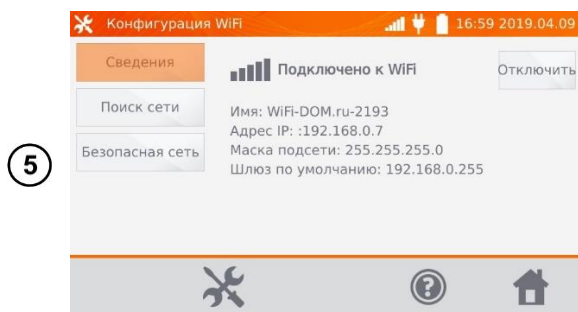 Конфигурация WiFi
16:59 2019.04.09
Сведения
Подключено к WiFi
Отключить
Поиск сети
Имя: WiFi-DOM.ru-2193
Адрес IP: :192.168.0.7
Безопасная сеть
Маска подсети: 255.255.255.0
Шлюз по умолчанию: 192.168.0.255
5
?